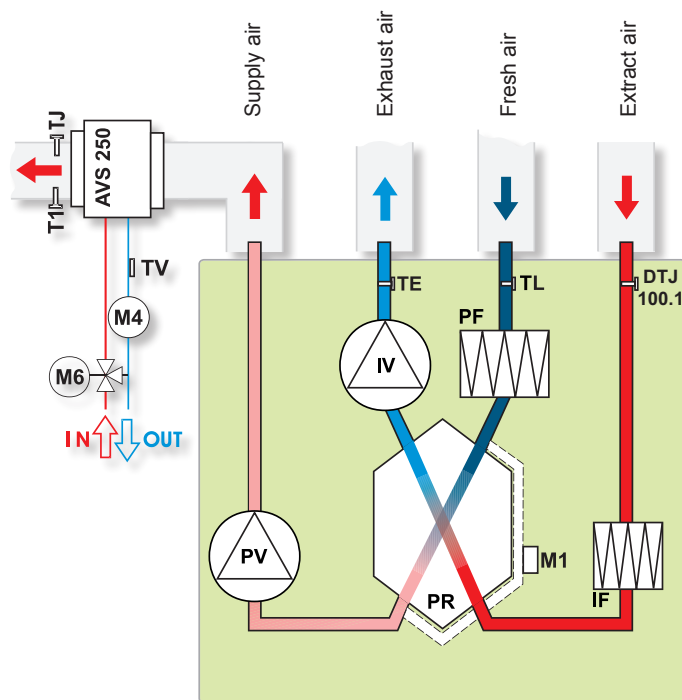 Supply air
Exhaust air
Fresh air
Extract air
TJ
AVS 250
T1
TV
TE
TL
DTJ
100.1
PF
M4
IV
M6
IN
OUT
PV
M1
IF
PR